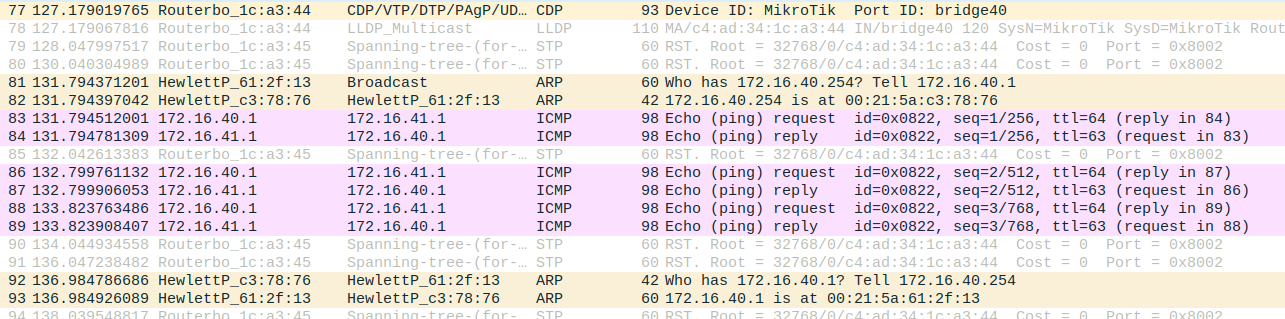 77 127.179019765 Routerbo_1c:a3:44 CDP/VTP/DTP/PAgP/UD… CDP 93 Device ID: MikroTik Port ID: bridge40
78 127.179067816 Routerbo_1c:a3:44 LLDP_Multicast LLDP 110 MA/c4:ad:34:1c:a3:44 IN/bridge40 120 SysN=MikroTik SysD=MikroTik Rout
79 128.047997517 Routerbo_1c:a3:45 Spanning-tree-(for-… STP 60 RST. Root = 32768/0/c4:ad:34:1c:a3:44 Cost = 0 Port = 0x8002
80 130.040304989 Routerbo_1c:a3:45 Spanning-tree-(for-… STP 60 RST. Root = 32768/0/c4:ad:34:1c:a3:44 Cost = 0 Port = 0x8002
81 131.794371201 HewlettP_61:2f:13 Broadcast ARP 60 Who has 172.16.40.254? Tell 172.16.40.1
82 131.794397042 HewlettP_c3:78:76 HewlettP_61:2f:13 ARP 42 172.16.40.254 is at 00:21:5a:c3:78:76
83 131.794512001 172.16.40.1 172.16.41.1 ICMP 98 Echo (ping) request id=0x0822, seq=1/256, ttl=64 (reply in 84)
84 131.794781309 172.16.41.1 172.16.40.1 ICMP 98 Echo (ping) reply id=0x0822, seq=1/256, ttl=63 (request in 83)
85 132.042613383 Routerbo_1c:a3:45 Spanning-tree-(for-… STP 60 RST. Root = 32768/0/c4:ad:34:1c:a3:44 Cost = 0 Port = 0x8002
86 132.799761132 172.16.40.1 172.16.41.1 ICMP 98 Echo (ping) request id=0x0822, seq=2/512, ttl=64 (reply in 87)
87 132.799906053 172.16.41.1 172.16.40.1 ICMP 98 Echo (ping) reply id=0x0822, seq=2/512, ttl=63 (request in 86)
88 133.823763486 172.16.40.1 172.16.41.1 ICMP 98 Echo (ping) request id=0x0822, seq=3/768, ttl=64 (reply in 89)
89 133.823908407 172.16.41.1 172.16.40.1 ICMP 98 Echo (ping) reply id=0x0822, seq=3/768, ttl=63 (request in 88)
90 134.044934558 Routerbo_1c:a3:45 Spanning-tree-(for-… STP 60 RST. Root = 32768/0/c4:ad:34:1c:a3:44 Cost = 0 Port = 0x8002
91 136.047238482 Routerbo_1c:a3:45 Spanning-tree-(for-… STP 60 RST. Root = 32768/0/c4:ad:34:1c:a3:44 Cost = 0 Port = 0x8002
92 136.984786686 HewlettP_c3:78:76 HewlettP_61:2f:13 ARP 42 Who has 172.16.40.1? Tell 172.16.40.254
93 136.984926089 HewlettP_61:2f:13 HewlettP_c3:78:76 ARP 60 172.16.40.1 is at 00:21:5a:61:2f:13
94 138.039548817 Routerbo_1c:a3:45 Spanning-tree-(for-… STP 60 RST. Root = 32768/0/c4:ad:34:1c:a3:44 Cost = 0 Port = 0x8002